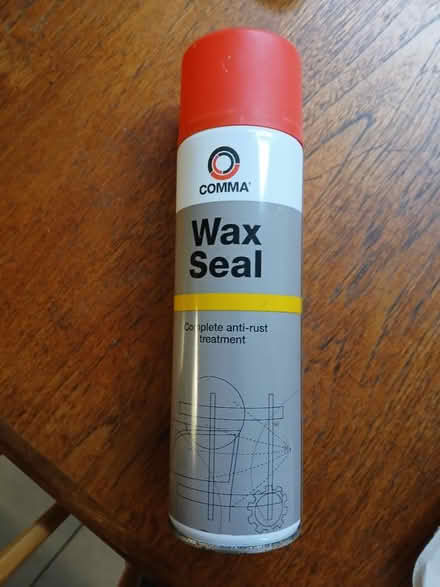 COMMA®
Wax
Seal
Complete anti-rust
treatment